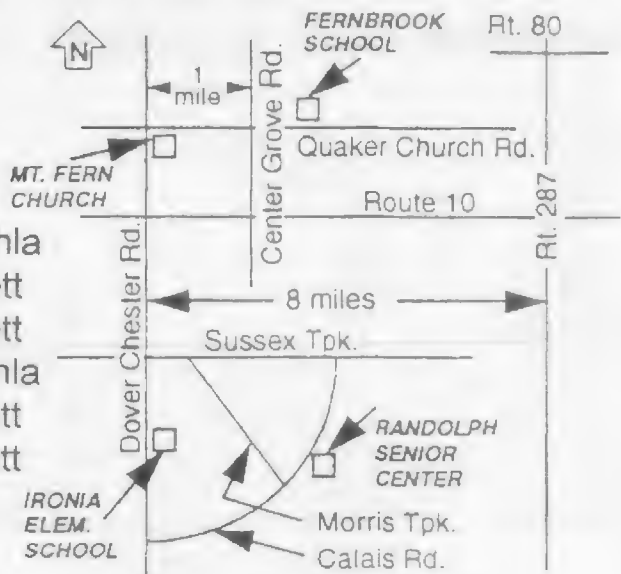 N
FERNBROOK
SCHOOL
Rt. 80
1
mile
Center Grove Rd.
Quaker Church Rd.
MT. FERN
CHURCH
Route 10
Rt. 287
Dover Chester Rd.
8 miles
Sussex Tpk.
RANDOLPH
SENIOR
CENTER
IRONIA
ELEM.
SCHOOL
Morris Tpk.
Calais Rd.